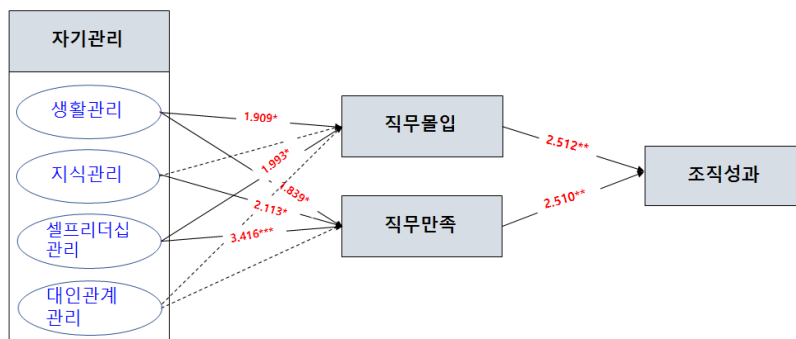 자기관리
생활관리
지식관리
셀프리더십
관리
대인관계
관리
1.909*
1.993*
1.839*
2.113*
3.416***
직무몰입
직무만족
2.512**
2.510**
조직성과